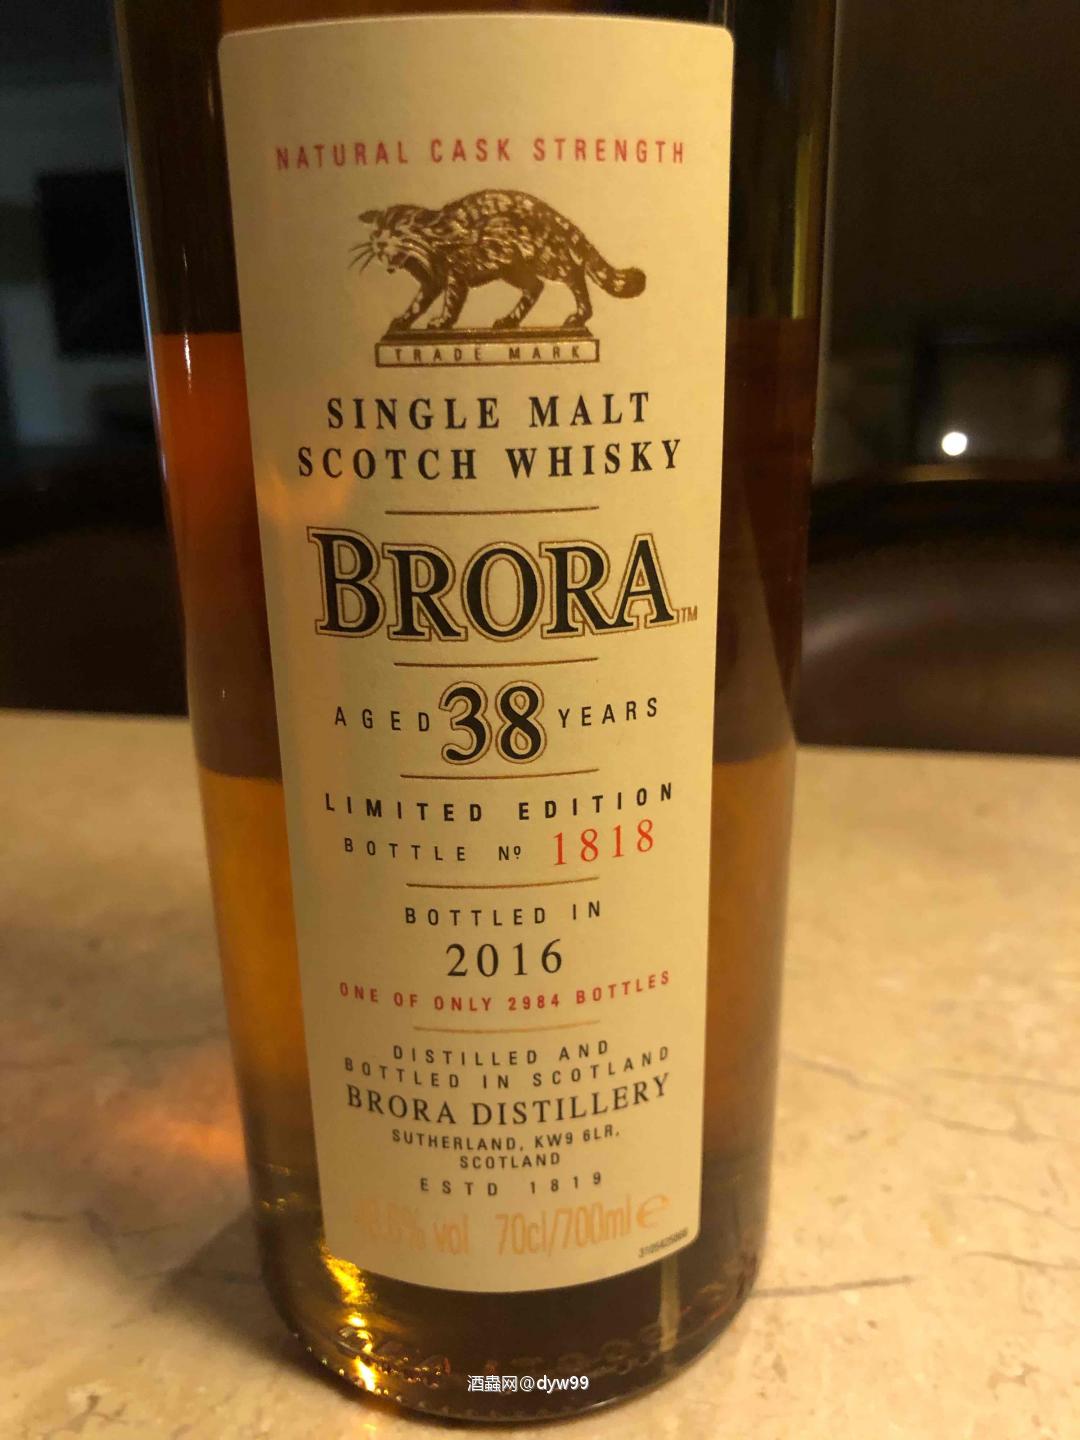 NATURAL CASK STRENGTH
TRADE MARK
SINGLE MALT
SCOTCH WHISKY
BRORA™
AGED 38 YEARS
LIMITED EDITION
BOTTLE Nº 1818
BOTTLED IN
2016
ONE OF ONLY 2984 BOTTLES
DISTILLED AND
BOTTLED IN SCOTLAND
BRORA DISTILLERY
SUTHERLAND, KW9 6LR,
SCOTLAND
ESTD 1819
vol 70cl/700ml e
酒蟲网@dyw99